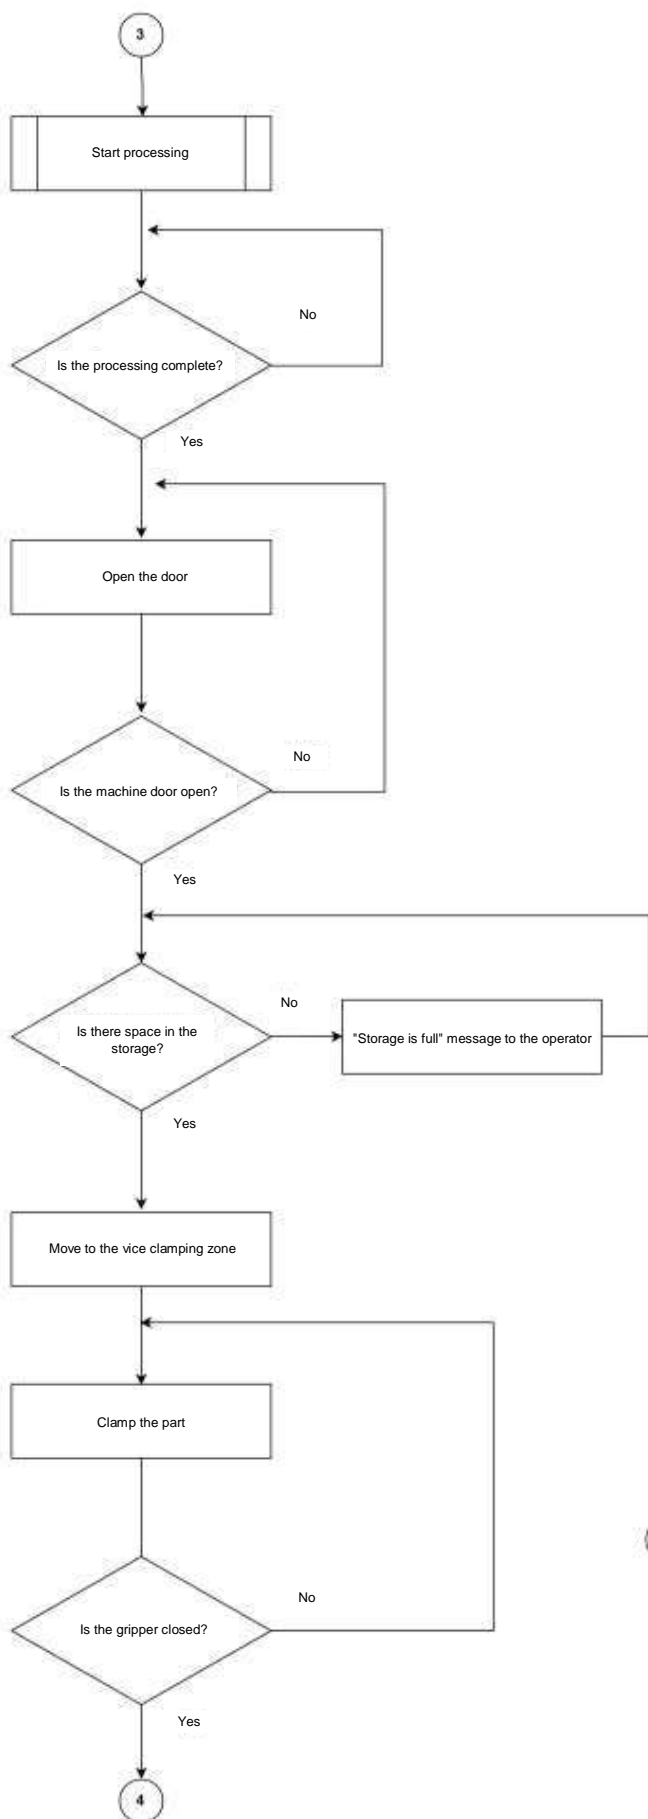 3
Start processing
No
Is the processing complete?
Yes
Open the door
No
Is the machine door open?
Yes
No
Is there space in the
storage?
"Storage is full" message to the operator
Yes
Move to the vice clamping zone
Clamp the part
No
Is the gripper closed?
Yes
4